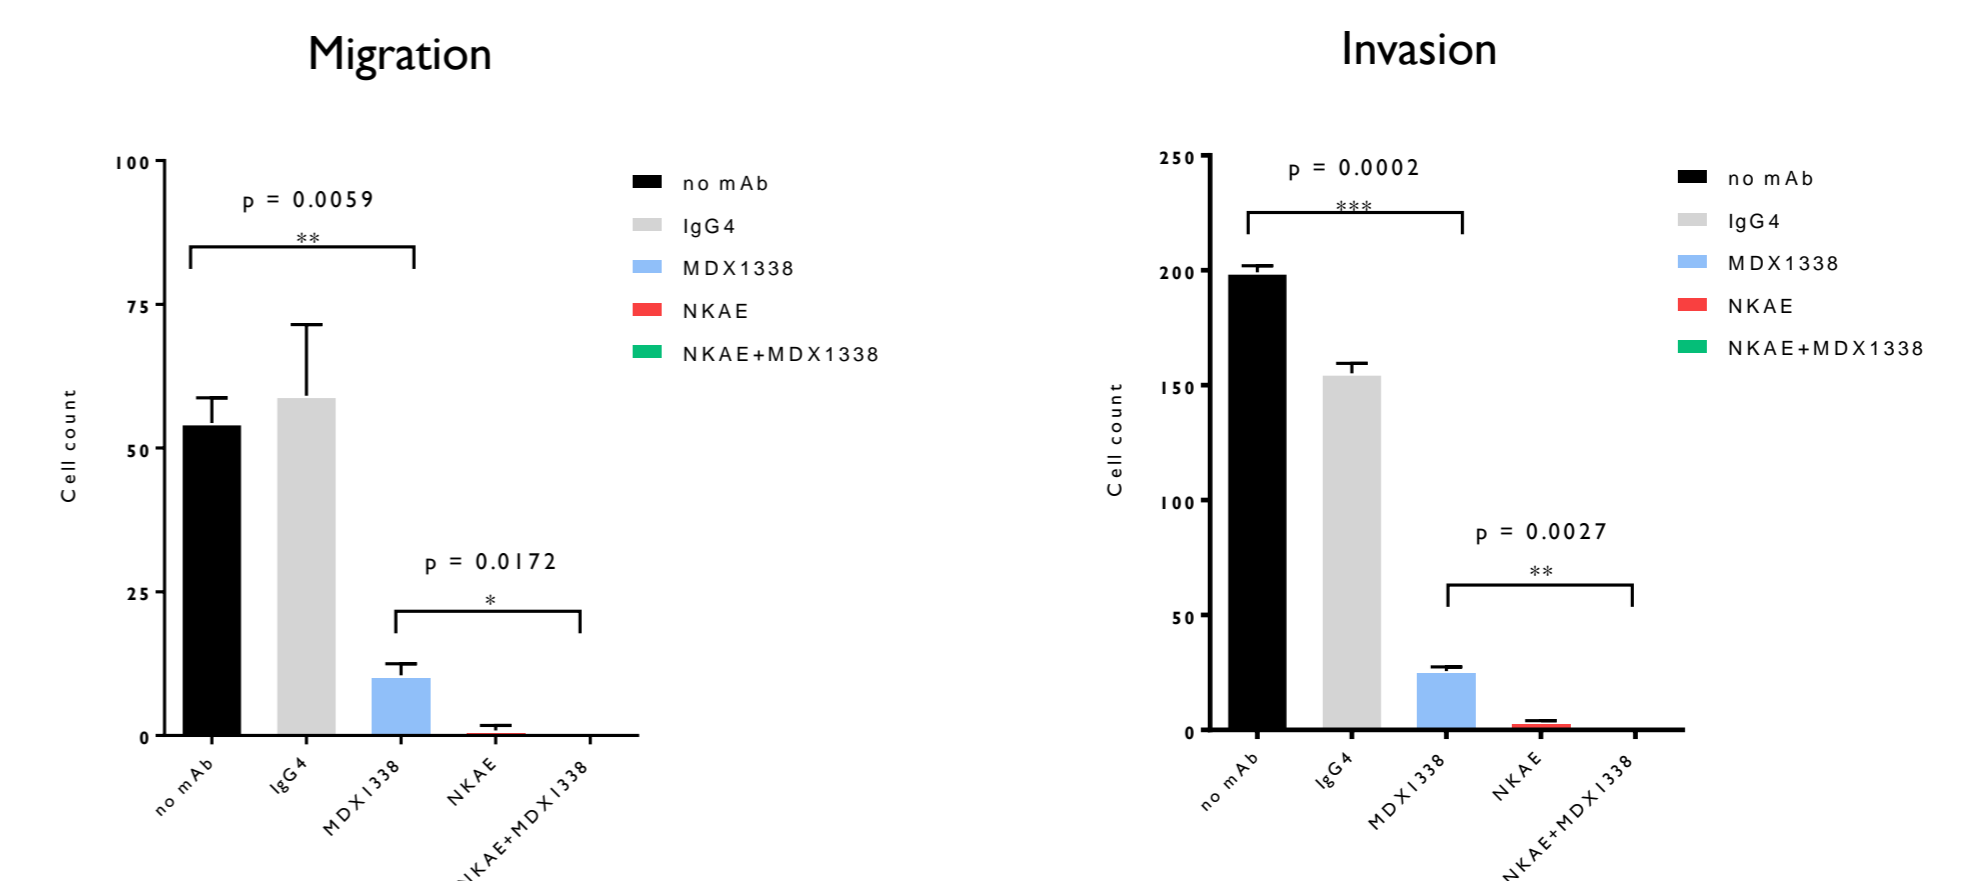 Migration
100
75
50
25
0
Cell count
p = 0.0059
**
p = 0.0172
*
no mAb
IgG4
MDX1338
NKAE
NKAE+MDX1338
no mAb
IgG4
MDX1338
NKAE
NKAE+MDX1338
Invasion
250
200
150
100
50
0
Cell count
p = 0.0002
***
p = 0.0027
**
no mAb
IgG4
MDX1338
NKAE
NKAE+MDX1338
no mAb
IgG4
MDX1338
NKAE
NKAE+MDX1338